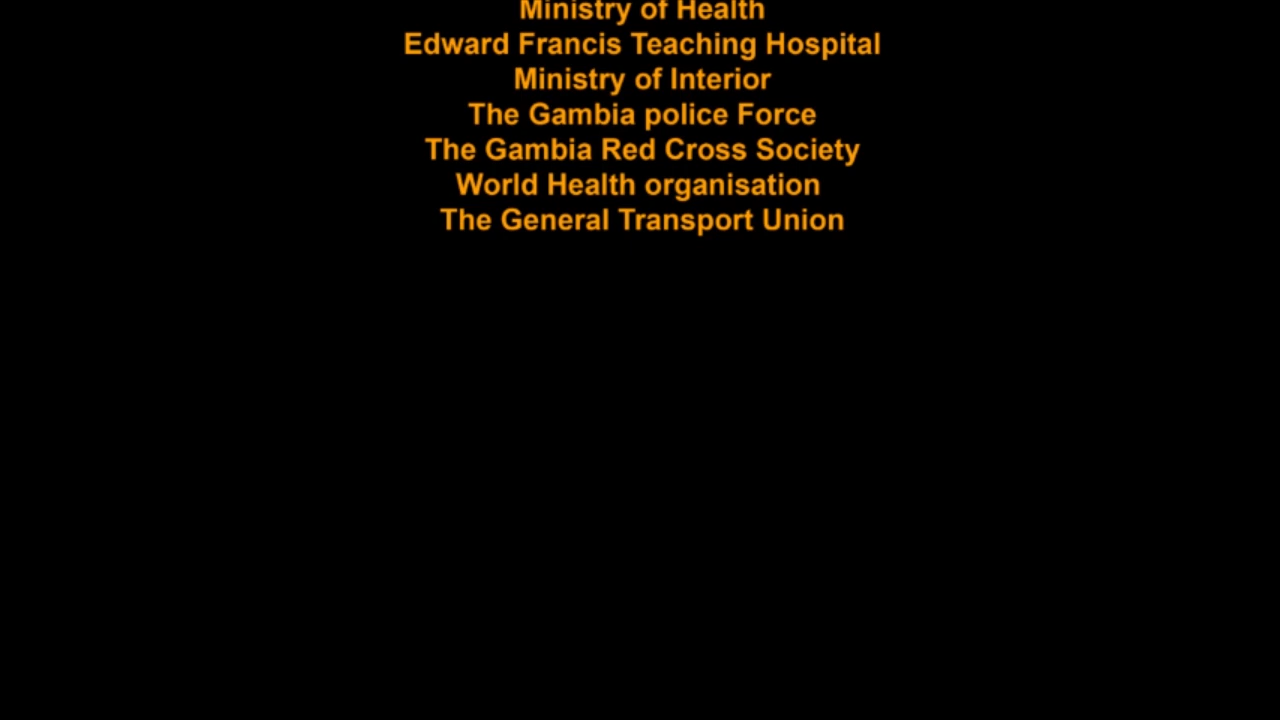 Ministry of Health
Edward Francis Teaching Hospital
Ministry of Interior
The Gambia police Force
The Gambia Red Cross Society
World Health organisation
The General Transport Union